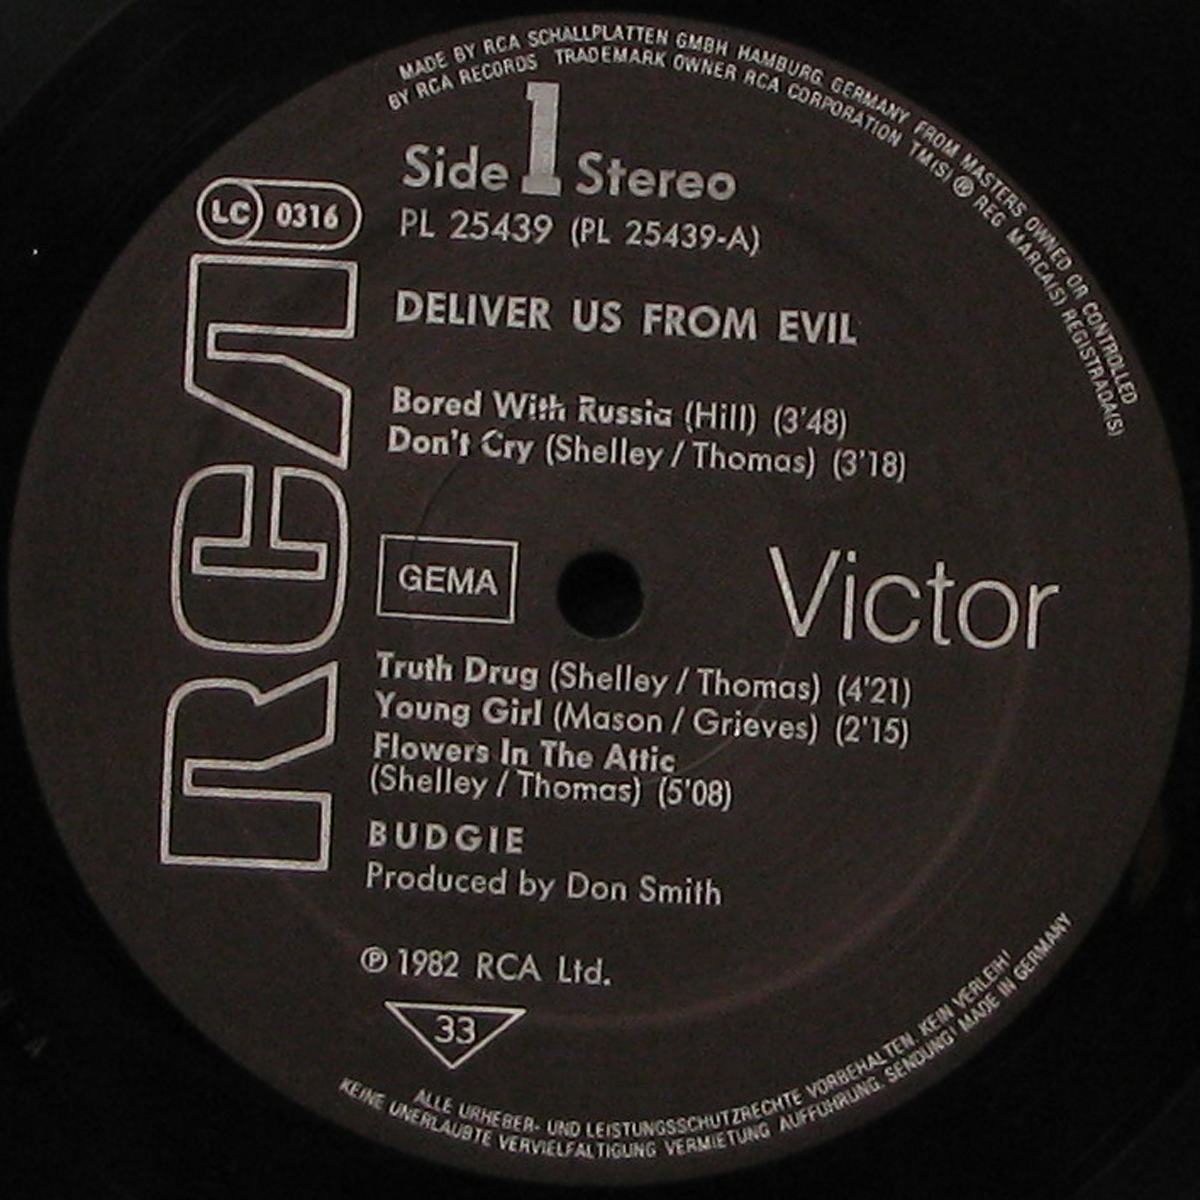 MADE BY RCA SCHALLPLATTEN GMBH HAMBURG, GERMANY FROM MASTERS OWNED OR CONTROLLED
BY RCA RECORDS TRADEMARK OWNER RCA CORPORATION TM(S) ® REG MARCA(S) REGISTRADA(S)
Side 1 Stereo
LC 0316
PL 25439 (PL 25439-A)
RCA
DELIVER US FROM EVIL
Bored With Russia (Hill) (3'48)
Don't Cry (Shelley / Thomas) (3'18)
GEMA
Victor
Truth Drug (Shelley / Thomas) (4'21)
Young Girl (Mason / Grieves) (2'15)
Flowers In The Attic
(Shelley / Thomas) (5'08)
BUDGIE
Produced by Don Smith
℗ 1982 RCA Ltd.
33
ALLE URHEBER- UND LEISTUNGSSCHUTZRECHTE VORBEHALTEN. KEIN VERLEIH!
KEINE UNERLAUBTE VERVIELFÄLTIGUNG VERMIETUNG AUFFÜHRUNG. SENDUNG! MADE IN GERMANY